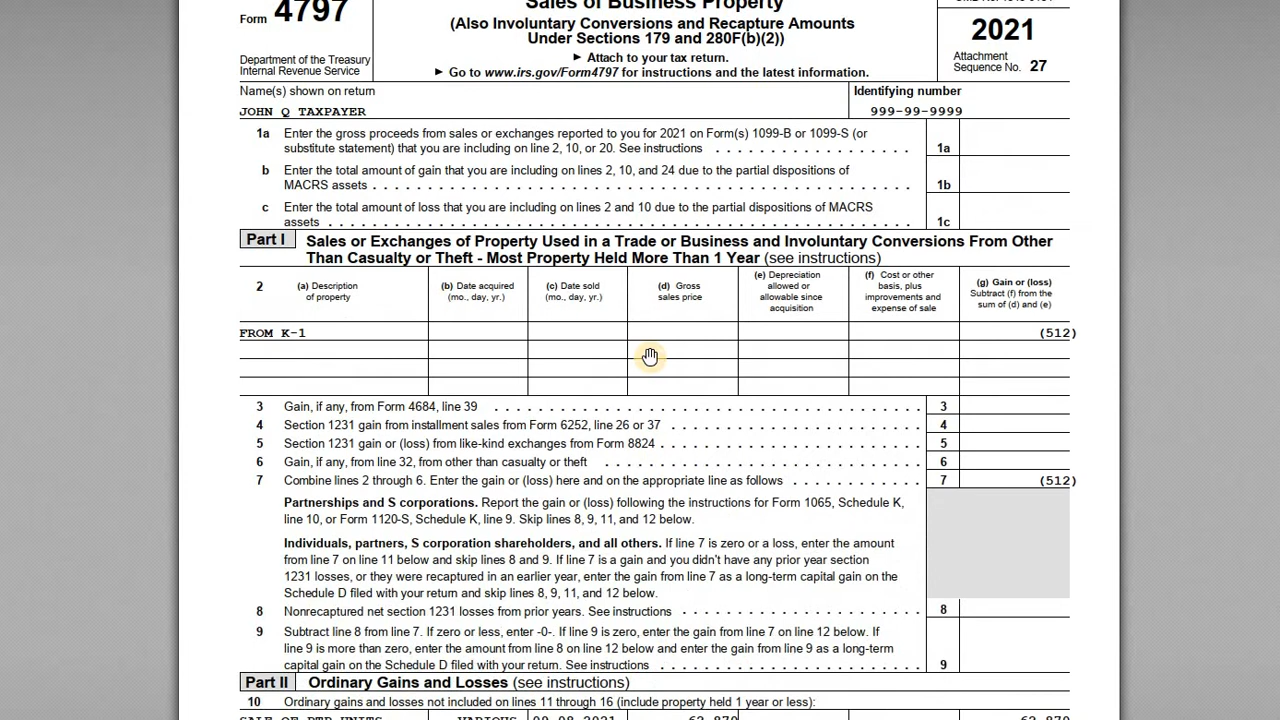 Form 4797
Sales of Business Property
(Also Involuntary Conversions and Recapture Amounts
Under Sections 179 and 280F(b)(2))
2021
Department of the Treasury
Internal Revenue Service
► Attach to your tax return.
► Go to www.irs.gov/Form4797 for instructions and the latest information.
Attachment
Sequence No. 27
Name(s) shown on return
Identifying number
JOHN Q TAXPAYER
999-99-9999
1a Enter the gross proceeds from sales or exchanges reported to you for 2021 on Form(s) 1099-B or 1099-S (or
substitute statement) that you are including on line 2, 10, or 20. See instructions . . . . . . . . . . . . . . . . 1a
b Enter the total amount of gain that you are including on lines 2, 10, and 24 due to the partial dispositions of
MACRS assets . . . . . . . . . . . . . . . . . . . . . . . . . . . . . . . . . . . . . . . . . . . 1b
c Enter the total amount of loss that you are including on lines 2 and 10 due to the partial dispositions of MACRS
assets . . . . . . . . . . . . . . . . . . . . . . . . . . . . . . . . . . . . . . . . . . . . . . . 1c
Part I Sales or Exchanges of Property Used in a Trade or Business and Involuntary Conversions From Other
Than Casualty or Theft - Most Property Held More Than 1 Year (see instructions)
2
(a) Description
of property
(b) Date acquired
(mo., day, yr.)
(c) Date sold
(mo., day, yr.)
(d) Gross
sales price
(e) Depreciation
allowed or
allowable since
acquisition
(f) Cost or other
basis, plus
improvements and
expense of sale
(g) Gain or (loss)
Subtract (f) from the
sum of (d) and (e)
FROM K-1 (512)
3 Gain, if any, from Form 4684, line 39 . . . . . . . . . . . . . . . . . . . . . . . . . . . . . . . . . . 3
4 Section 1231 gain from installment sales from Form 6252, line 26 or 37 . . . . . . . . . . . . . . . . . . . . 4
5 Section 1231 gain or (loss) from like-kind exchanges from Form 8824 . . . . . . . . . . . . . . . . . . . . . 5
6 Gain, if any, from line 32, from other than casualty or theft . . . . . . . . . . . . . . . . . . . . . . . . . 6
7 Combine lines 2 through 6. Enter the gain or (loss) here and on the appropriate line as follows . . . . . . . . . . 7 (512)
Partnerships and S corporations. Report the gain or (loss) following the instructions for Form 1065, Schedule K,
line 10, or Form 1120-S, Schedule K, line 9. Skip lines 8, 9, 11, and 12 below.
Individuals, partners, S corporation shareholders, and all others. If line 7 is zero or a loss, enter the amount
from line 7 on line 11 below and skip lines 8 and 9. If line 7 is a gain and you didn't have any prior year section
1231 losses, or they were recaptured in an earlier year, enter the gain from line 7 as a long-term capital gain on the
Schedule D filed with your return and skip lines 8, 9, 11, and 12 below.
8 Nonrecaptured net section 1231 losses from prior years. See instructions . . . . . . . . . . . . . . . . . . . 8
9 Subtract line 8 from line 7. If zero or less, enter -0-. If line 9 is zero, enter the gain from line 7 on line 12 below. If
line 9 is more than zero, enter the amount from line 8 on line 12 below and enter the gain from line 9 as a long-term
capital gain on the Schedule D filed with your return. See instructions . . . . . . . . . . . . . . . . . . . . . 9
Part II Ordinary Gains and Losses (see instructions)
10 Ordinary gains and losses not included on lines 11 through 16 (include property held 1 year or less):
SALE OF PTP UNITS VARIOUS 09-08-2021 62,870 62,870